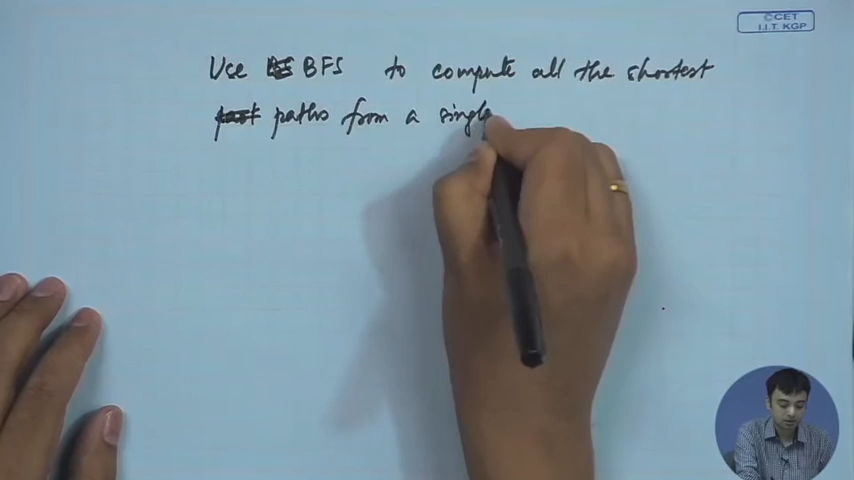 ©CET
I.I.T. KGP
Use BFS to compute all the shortest
paths from a single